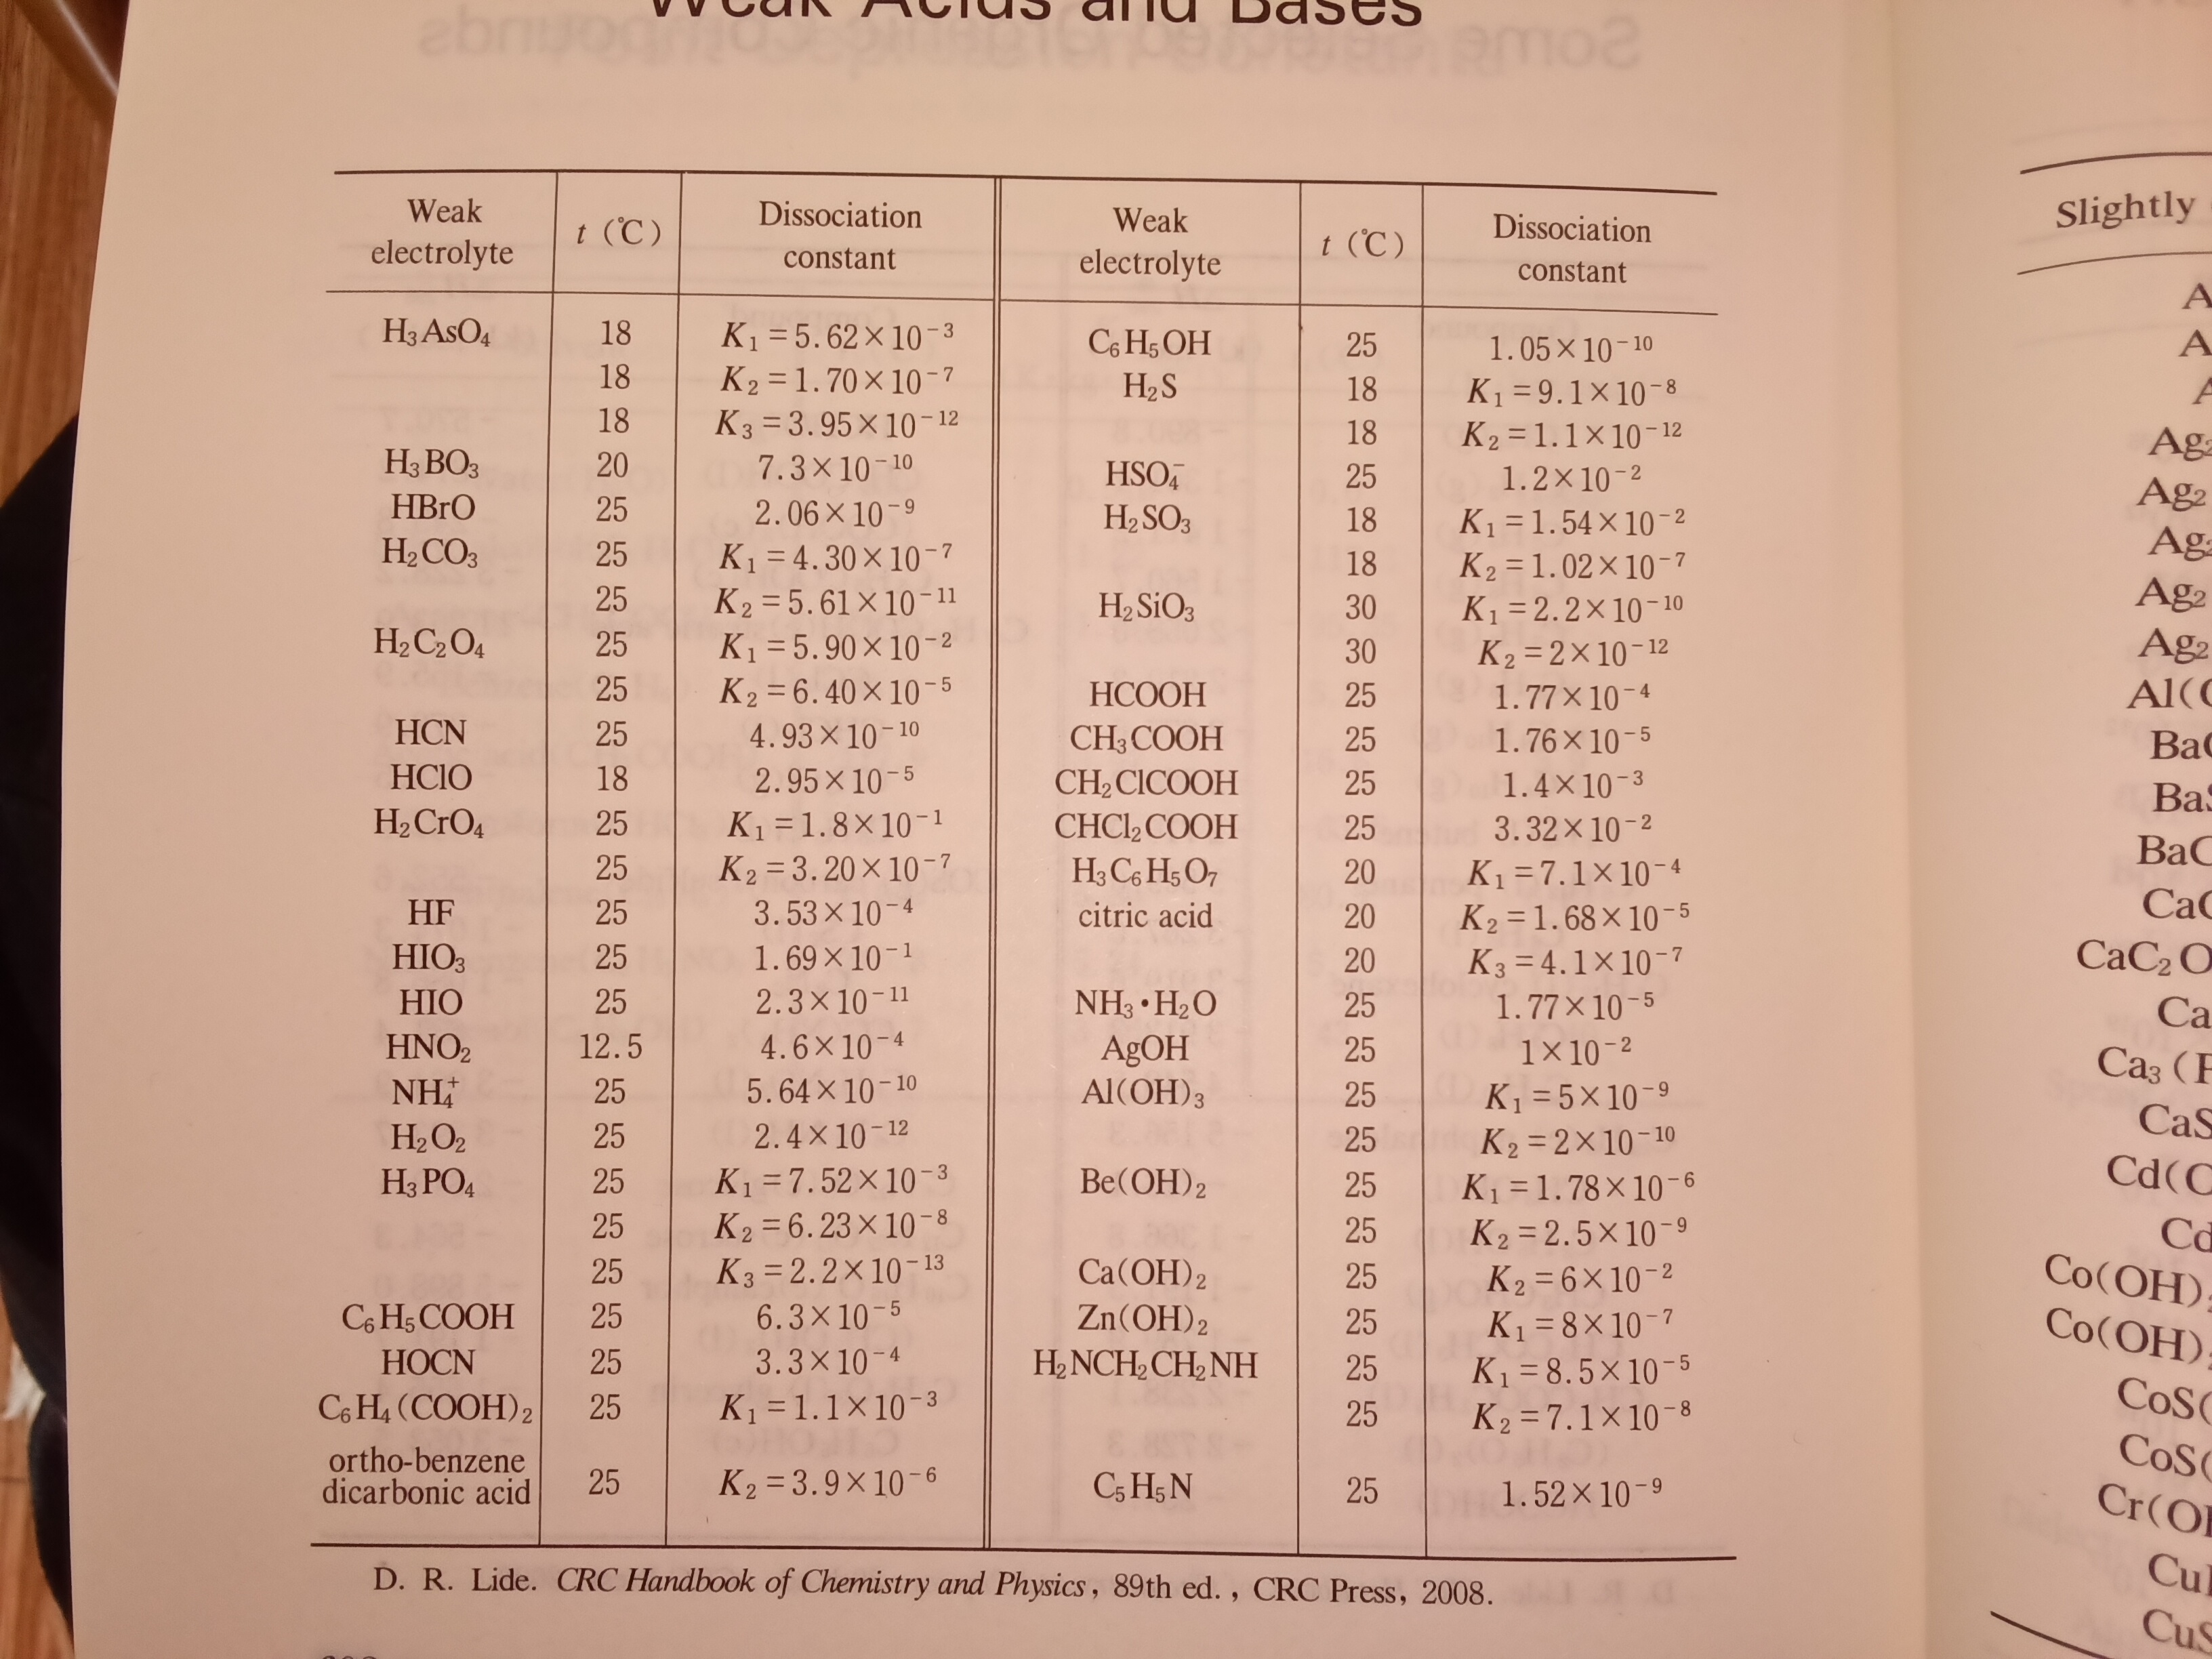 Weak Acids and Bases
Weak electrolyte | t (℃) | Dissociation constant | Weak electrolyte | t (℃) | Dissociation constant
H₃AsO₄ 18 K₁=5.62×10⁻³ C₆H₅OH 25 1.05×10⁻¹⁰
18 K₂=1.70×10⁻⁷ H₂S 18 K₁=9.1×10⁻⁸
18 K₃=3.95×10⁻¹² 18 K₂=1.1×10⁻¹²
H₃BO₃ 20 7.3×10⁻¹⁰ HSO₄⁻ 25 1.2×10⁻²
HBrO 25 2.06×10⁻⁹ H₂SO₃ 18 K₁=1.54×10⁻²
H₂CO₃ 25 K₁=4.30×10⁻⁷ 18 K₂=1.02×10⁻⁷
25 K₂=5.61×10⁻¹¹ H₂SiO₃ 30 K₁=2.2×10⁻¹⁰
H₂C₂O₄ 25 K₁=5.90×10⁻² 30 K₂=2×10⁻¹²
25 K₂=6.40×10⁻⁵ HCOOH 25 1.77×10⁻⁴
HCN 25 4.93×10⁻¹⁰ CH₃COOH 25 1.76×10⁻⁵
HClO 18 2.95×10⁻⁵ CH₂ClCOOH 25 1.4×10⁻³
H₂CrO₄ 25 K₁=1.8×10⁻¹ CHCl₂COOH 25 3.32×10⁻²
25 K₂=3.20×10⁻⁷ H₃C₆H₅O₇ 20 K₁=7.1×10⁻⁴
HF 25 3.53×10⁻⁴ citric acid 20 K₂=1.68×10⁻⁵
HIO₃ 25 1.69×10⁻¹ 20 K₃=4.1×10⁻⁷
HIO 25 2.3×10⁻¹¹ NH₃·H₂O 25 1.77×10⁻⁵
HNO₂ 12.5 4.6×10⁻⁴ AgOH 25 1×10⁻²
NH₄⁺ 25 5.64×10⁻¹⁰ Al(OH)₃ 25 K₁=5×10⁻⁹
H₂O₂ 25 2.4×10⁻¹² 25 K₂=2×10⁻¹⁰
H₃PO₄ 25 K₁=7.52×10⁻³ Be(OH)₂ 25 K₁=1.78×10⁻⁶
25 K₂=6.23×10⁻⁸ 25 K₂=2.5×10⁻⁹
25 K₃=2.2×10⁻¹³ Ca(OH)₂ 25 K₂=6×10⁻²
C₆H₅COOH 25 6.3×10⁻⁵ Zn(OH)₂ 25 K₁=8×10⁻⁷
HOCN 25 3.3×10⁻⁴ H₂NCH₂CH₂NH 25 K₁=8.5×10⁻⁵
C₆H₄(COOH)₂ 25 K₁=1.1×10⁻³ 25 K₂=7.1×10⁻⁸
ortho-benzene
dicarbonic acid 25 K₂=3.9×10⁻⁶ C₅H₅N 25 1.52×10⁻⁹
D. R. Lide. CRC Handbook of Chemistry and Physics, 89th ed., CRC Press, 2008.
Slightly
A
A
A
Ag₂
Ag₂
Ag₂
Ag₂
Ag₂
Al(
Ba
Ba
Ba
Ca
CaC₂O
Ca
Ca₃(
CaS
Cd(
Cd
Co(OH)
Co(OH)
CoS(
CoS(
Cr(O
Cu
CuS